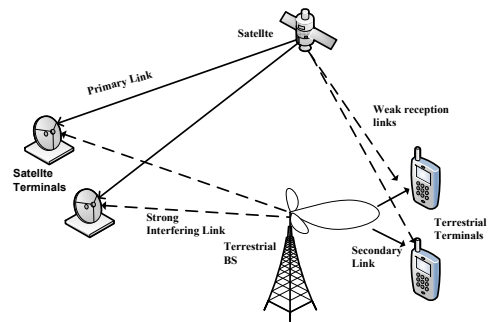 Satellte
Primary Link
Weak reception
links
Satellte
Terminals
Strong
Interfering Link
Terrestrial
BS
Secondary
Link
Terrestrial
Terminals